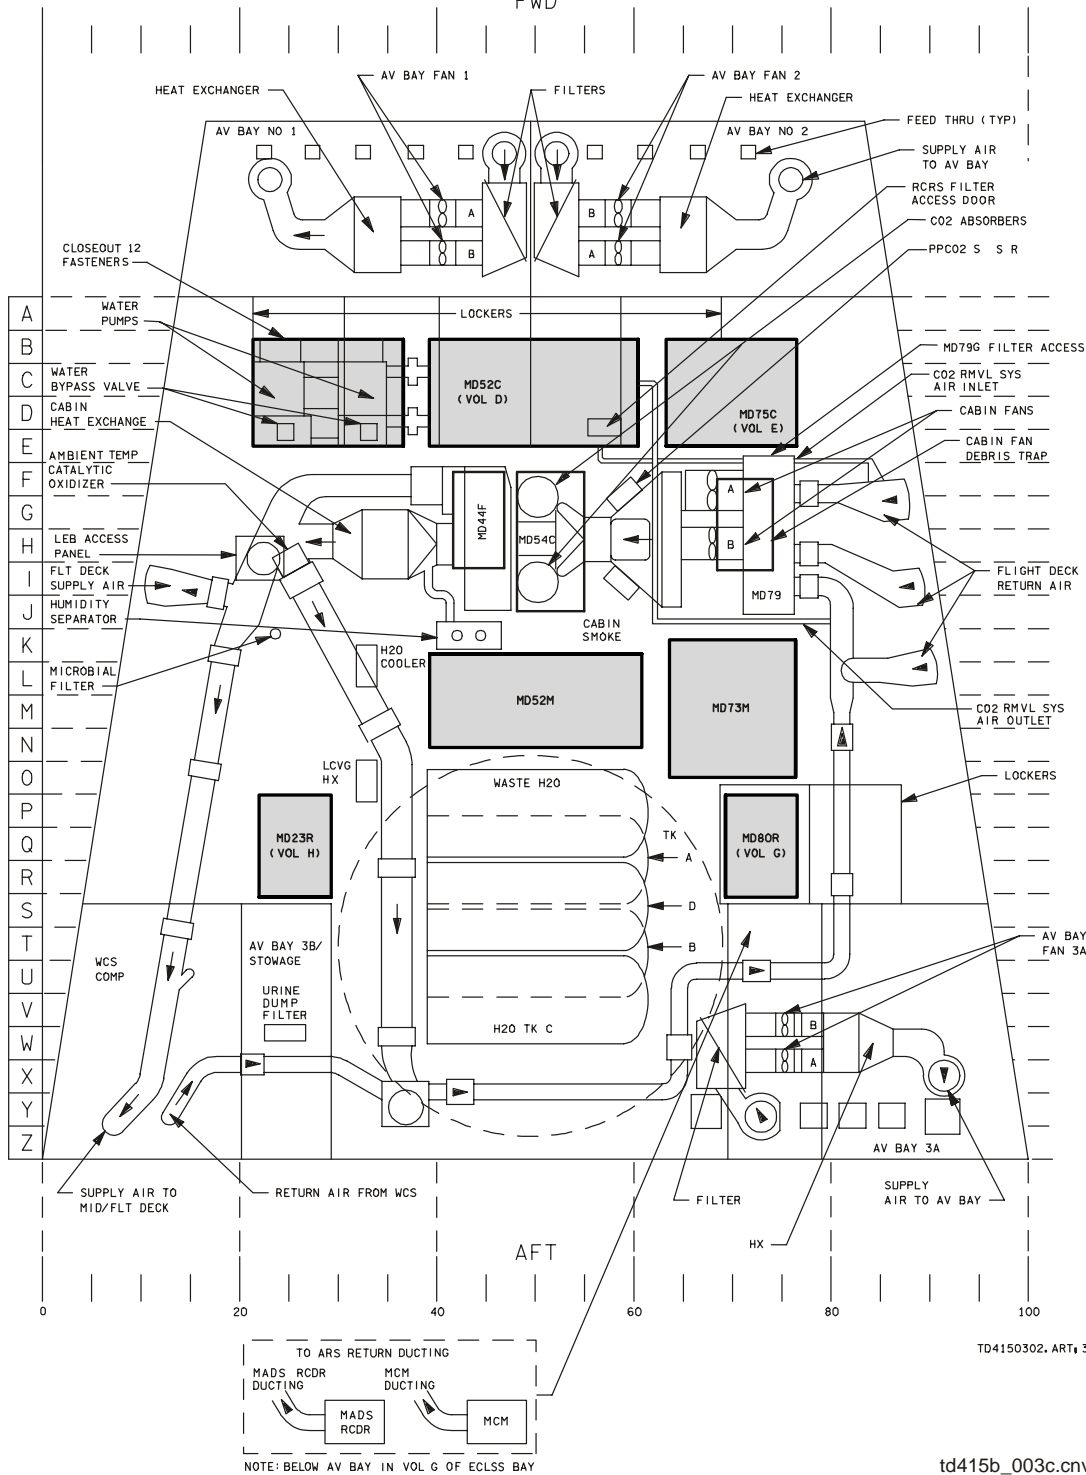 FWD
AV BAY FAN 1
AV BAY FAN 2
HEAT EXCHANGER
FILTERS
HEAT EXCHANGER
FEED THRU (TYP)
AV BAY NO 1
AV BAY NO 2
SUPPLY AIR
TO AV BAY
RCRS FILTER
ACCESS DOOR
A
B
CO2 ABSORBERS
B
A
PPCO2 S S R
CLOSEOUT 12
FASTENERS
WATER
PUMPS
LOCKERS
A
B
C
D
E
F
G
H
I
J
K
L
M
N
O
P
Q
R
S
T
U
V
W
X
Y
Z
MD79G FILTER ACCESS
WATER
BYPASS VALVE
MD52C
(VOL D)
CO2 RMVL SYS
AIR INLET
CABIN
HEAT EXCHANGE
MD75C
(VOL E)
CABIN FANS
CABIN FAN
DEBRIS TRAP
AMBIENT TEMP
CATALYTIC
OXIDIZER
A
MD44F
MD54C
B
LEB ACCESS
PANEL
FLT DECK
SUPPLY AIR
MD79
FLIGHT DECK
RETURN AIR
HUMIDITY
SEPARATOR
CABIN
SMOKE
H2O
COOLER
MICROBIAL
FILTER
MD52M
MD73M
CO2 RMVL SYS
AIR OUTLET
LCVG
HX
WASTE H2O
LOCKERS
MD23R
(VOL H)
TK
A
MD80R
(VOL G)
D
B
AV BAY 3B/
STOWAGE
WCS
COMP
AV BAY
FAN 3A
URINE
DUMP
FILTER
H2O TK C
B
A
AV BAY 3A
SUPPLY AIR TO
MID/FLT DECK
RETURN AIR FROM WCS
FILTER
SUPPLY
AIR TO AV BAY
HX
AFT
0 20 40 60 80 100
TD4150302.ART, 3
TO ARS RETURN DUCTING
MADS RCDR
DUCTING
MCM
DUCTING
MADS
RCDR
MCM
NOTE: BELOW AV BAY IN VOL G OF ECLSS BAY
td415b_003c.cnv